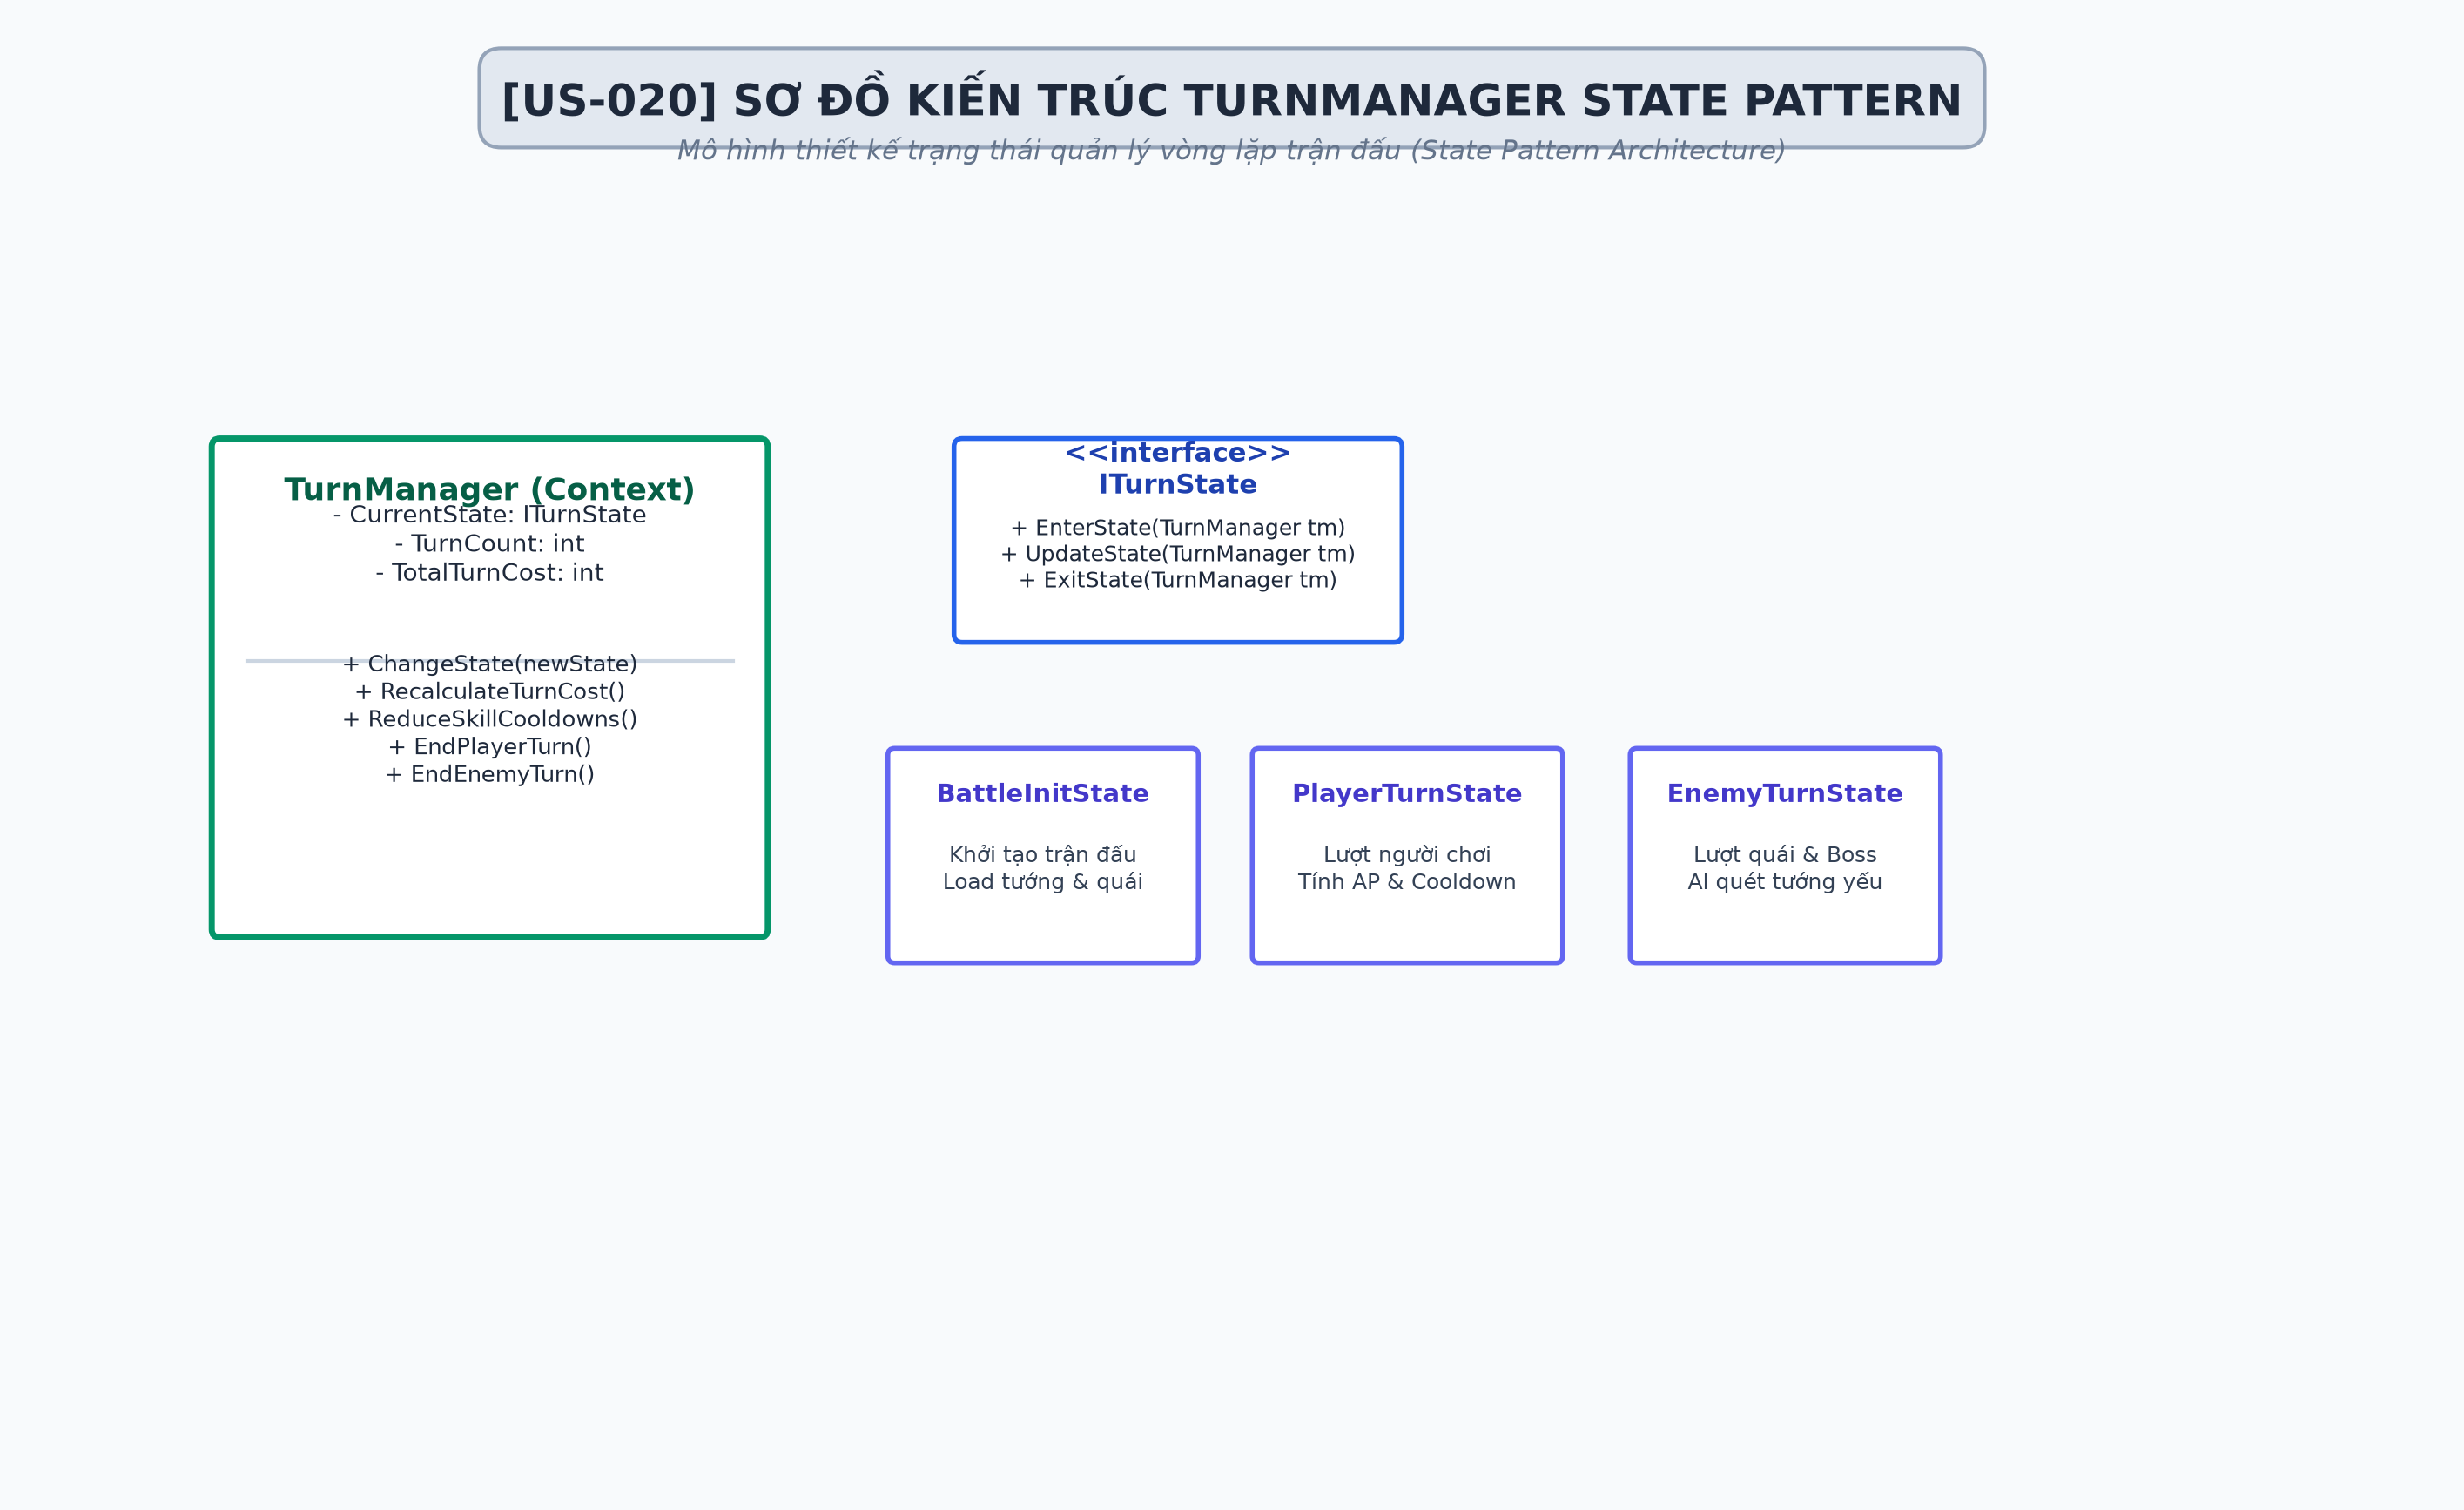 [US-020] SƠ ĐỒ KIẾN TRÚC TURNMANAGER STATE PATTERN
Mô hình thiết kế trạng thái quản lý vòng lặp trận đấu (State Pattern Architecture)
TurnManager (Context)
- CurrentState: ITurnState
- TurnCount: int
- TotalTurnCost: int
+ ChangeState(newState)
+ RecalculateTurnCost()
+ ReduceSkillCooldowns()
+ EndPlayerTurn()
+ EndEnemyTurn()
<<interface>>
ITurnState
+ EnterState(TurnManager tm)
+ UpdateState(TurnManager tm)
+ ExitState(TurnManager tm)
BattleInitState
Khởi tạo trận đấu
Load tướng & quái
PlayerTurnState
Lượt người chơi
Tính AP & Cooldown
EnemyTurnState
Lượt quái & Boss
AI quét tướng yếu